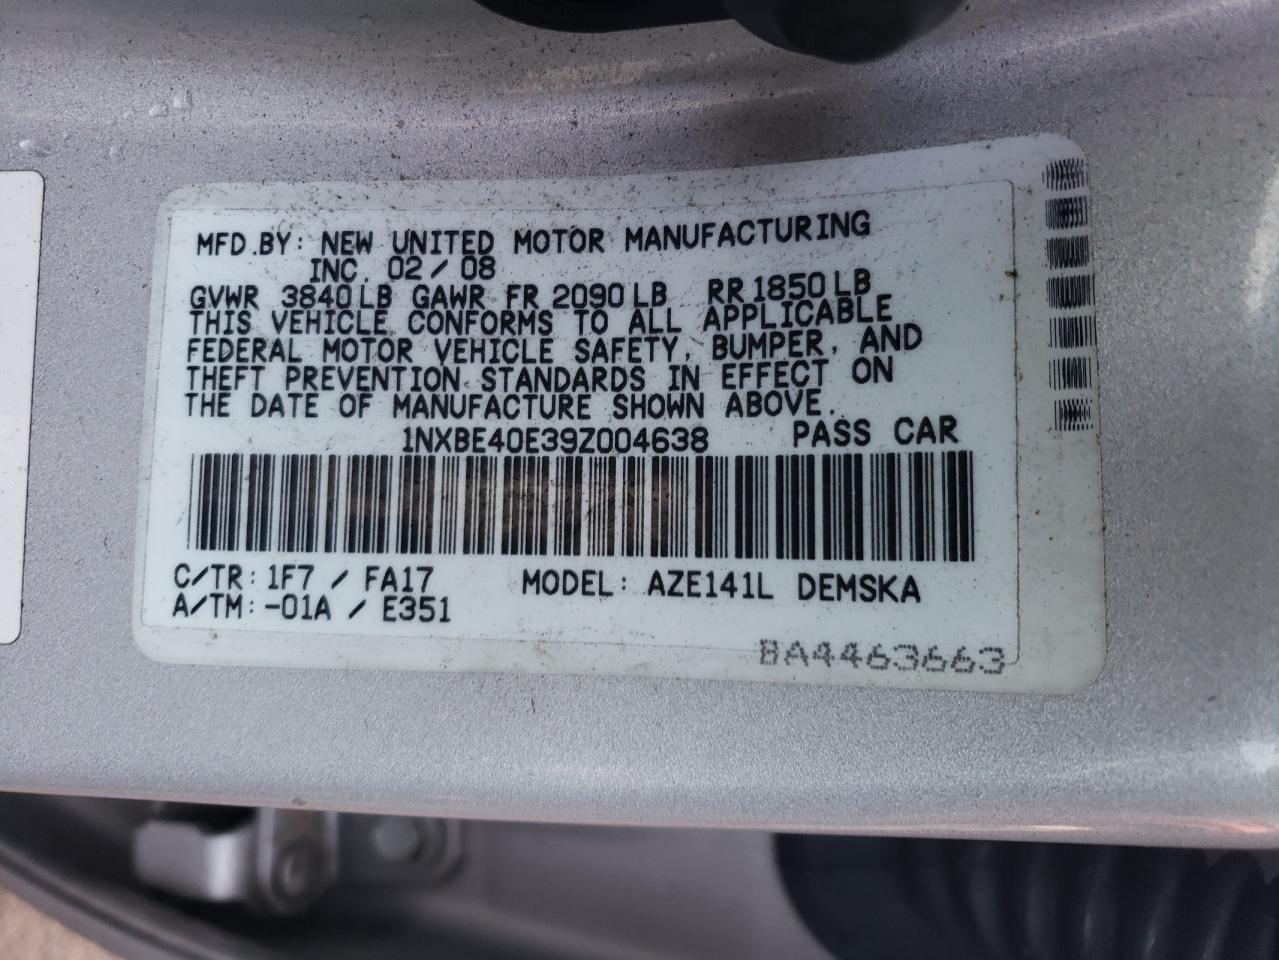 MFD.BY: NEW UNITED MOTOR MANUFACTURING
INC. 02/08
GVWR 3840LB GAWR FR 2090LB RR 1850LB
THIS VEHICLE CONFORMS TO ALL APPLICABLE
FEDERAL MOTOR VEHICLE SAFETY, BUMPER, AND
THEFT PREVENTION STANDARDS IN EFFECT ON
THE DATE OF MANUFACTURE SHOWN ABOVE.
1NXBE40E39Z004638 PASS CAR
C/TR: 1F7 / FA17 MODEL: AZE141L DEMSKA
A/TM: -01A / E351
BA4463663